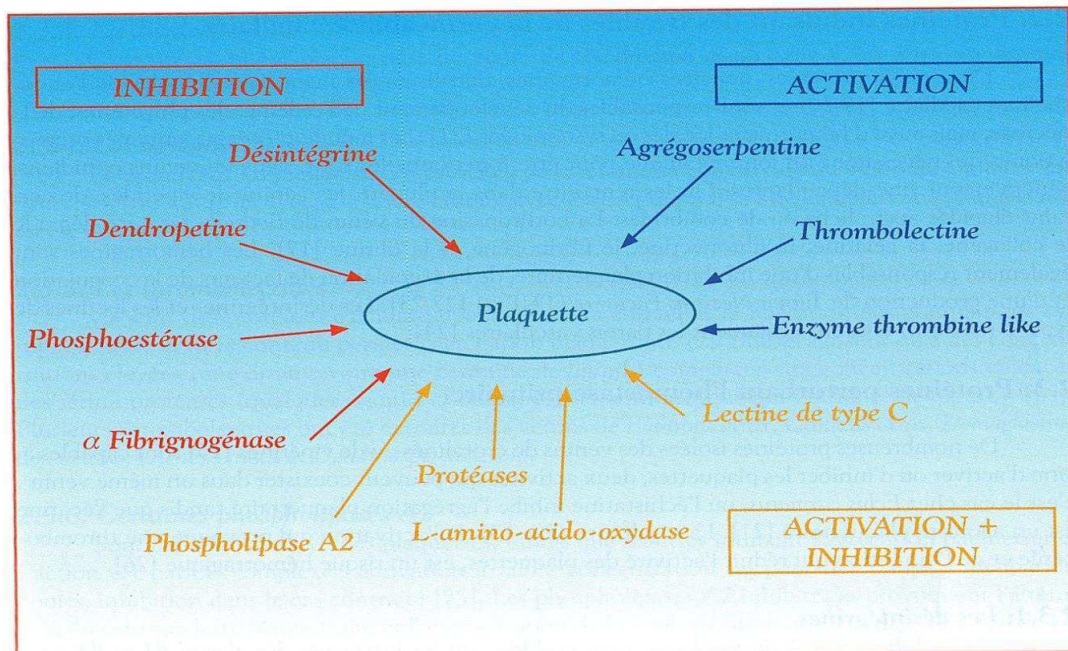 INHIBITION
ACTIVATION
Désintégrine
Agrégoserpentine
Dendropetine
Thrombolectine
Plaquette
Phosphoestérase
Enzyme thrombine like
Lectine de type C
α Fibrignogénase
Protéases
Phospholipase A2
L-amino-acido-oxydase
ACTIVATION +
INHIBITION